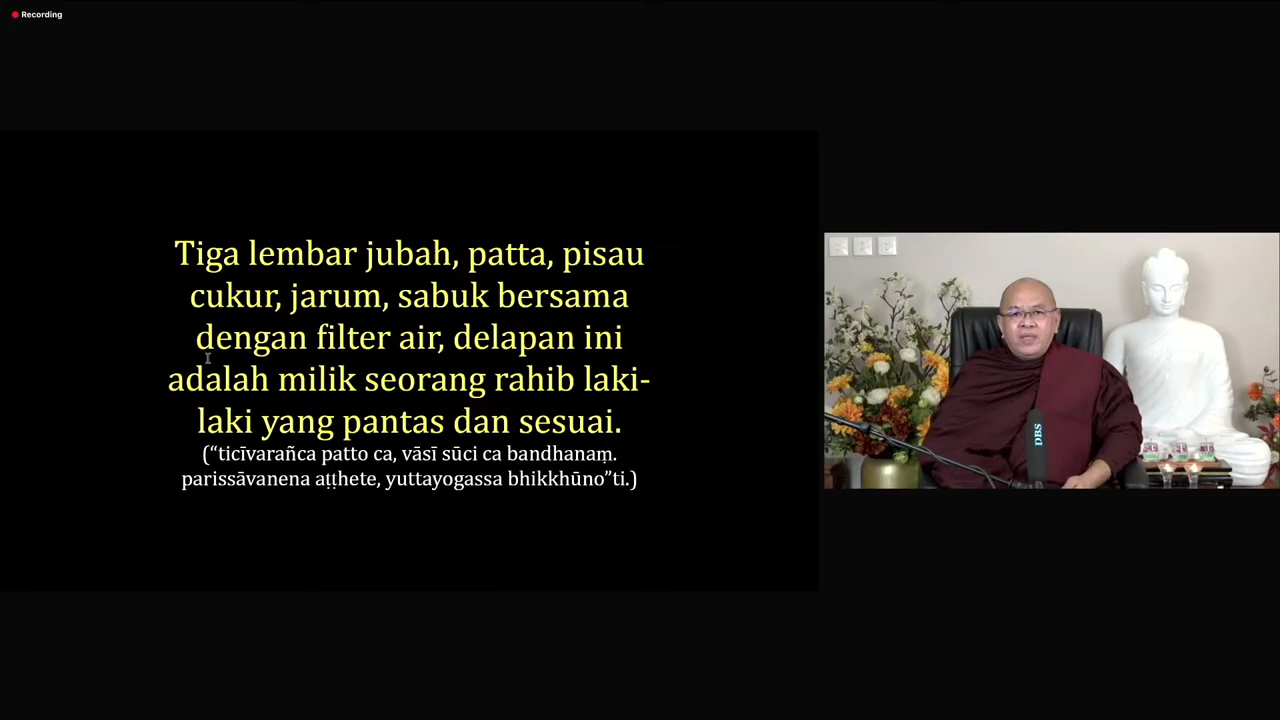 Recording
Tiga lembar jubah, patta, pisau
cukur, jarum, sabuk bersama
dengan filter air, delapan ini
adalah milik seorang rahib laki-
laki yang pantas dan sesuai.
(“ticīvarañca patto ca, vāsī sūci ca bandhanaṃ.
parissāvanena aṭṭhete, yuttayogassa bhikkhūno”ti.)
DBS